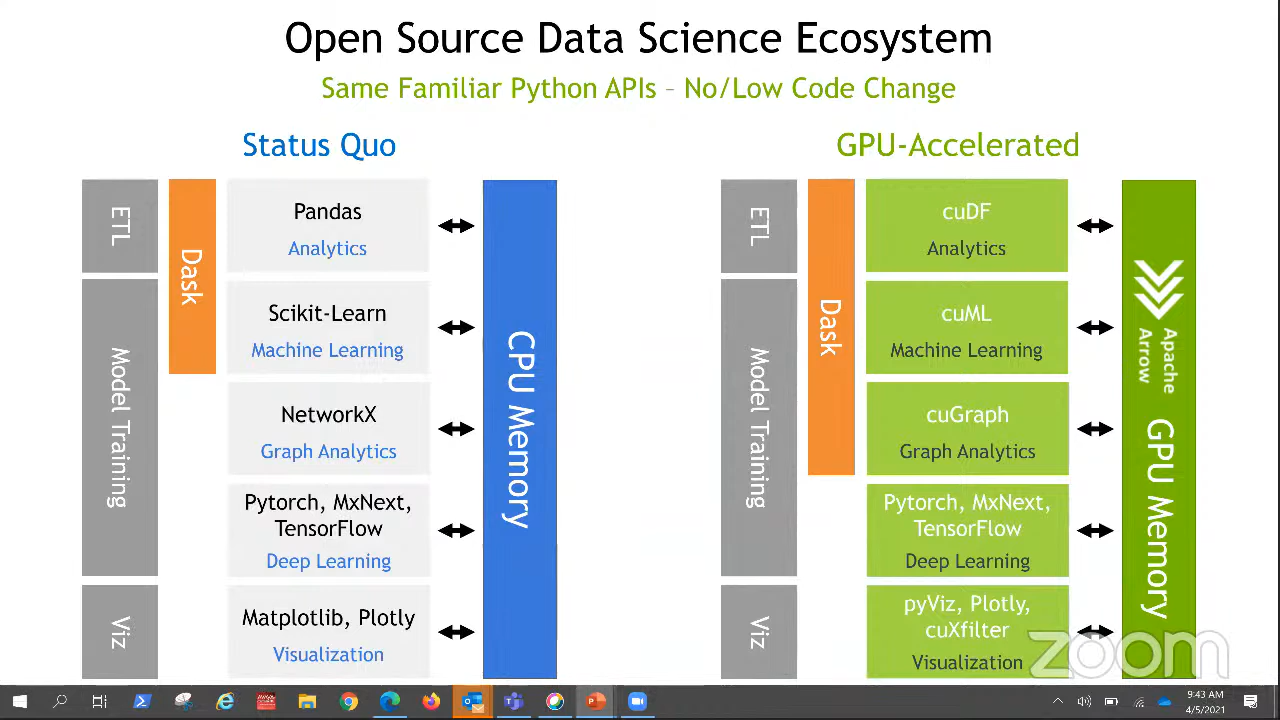 Open Source Data Science Ecosystem
Same Familiar Python APIs – No/Low Code Change
Status Quo
ETL
Model Training
Viz
Dask
Pandas
Analytics
Scikit-Learn
Machine Learning
NetworkX
Graph Analytics
Pytorch, MxNext,
TensorFlow
Deep Learning
Matplotlib, Plotly
Visualization
CPU Memory
GPU-Accelerated
ETL
Model Training
Viz
Dask
cuDF
Analytics
cuML
Machine Learning
cuGraph
Graph Analytics
Pytorch, MxNext,
TensorFlow
Deep Learning
pyViz, Plotly,
cuXfilter
Visualization
Apache
Arrow
GPU Memory
zoom
9:43 AM
4/5/2021